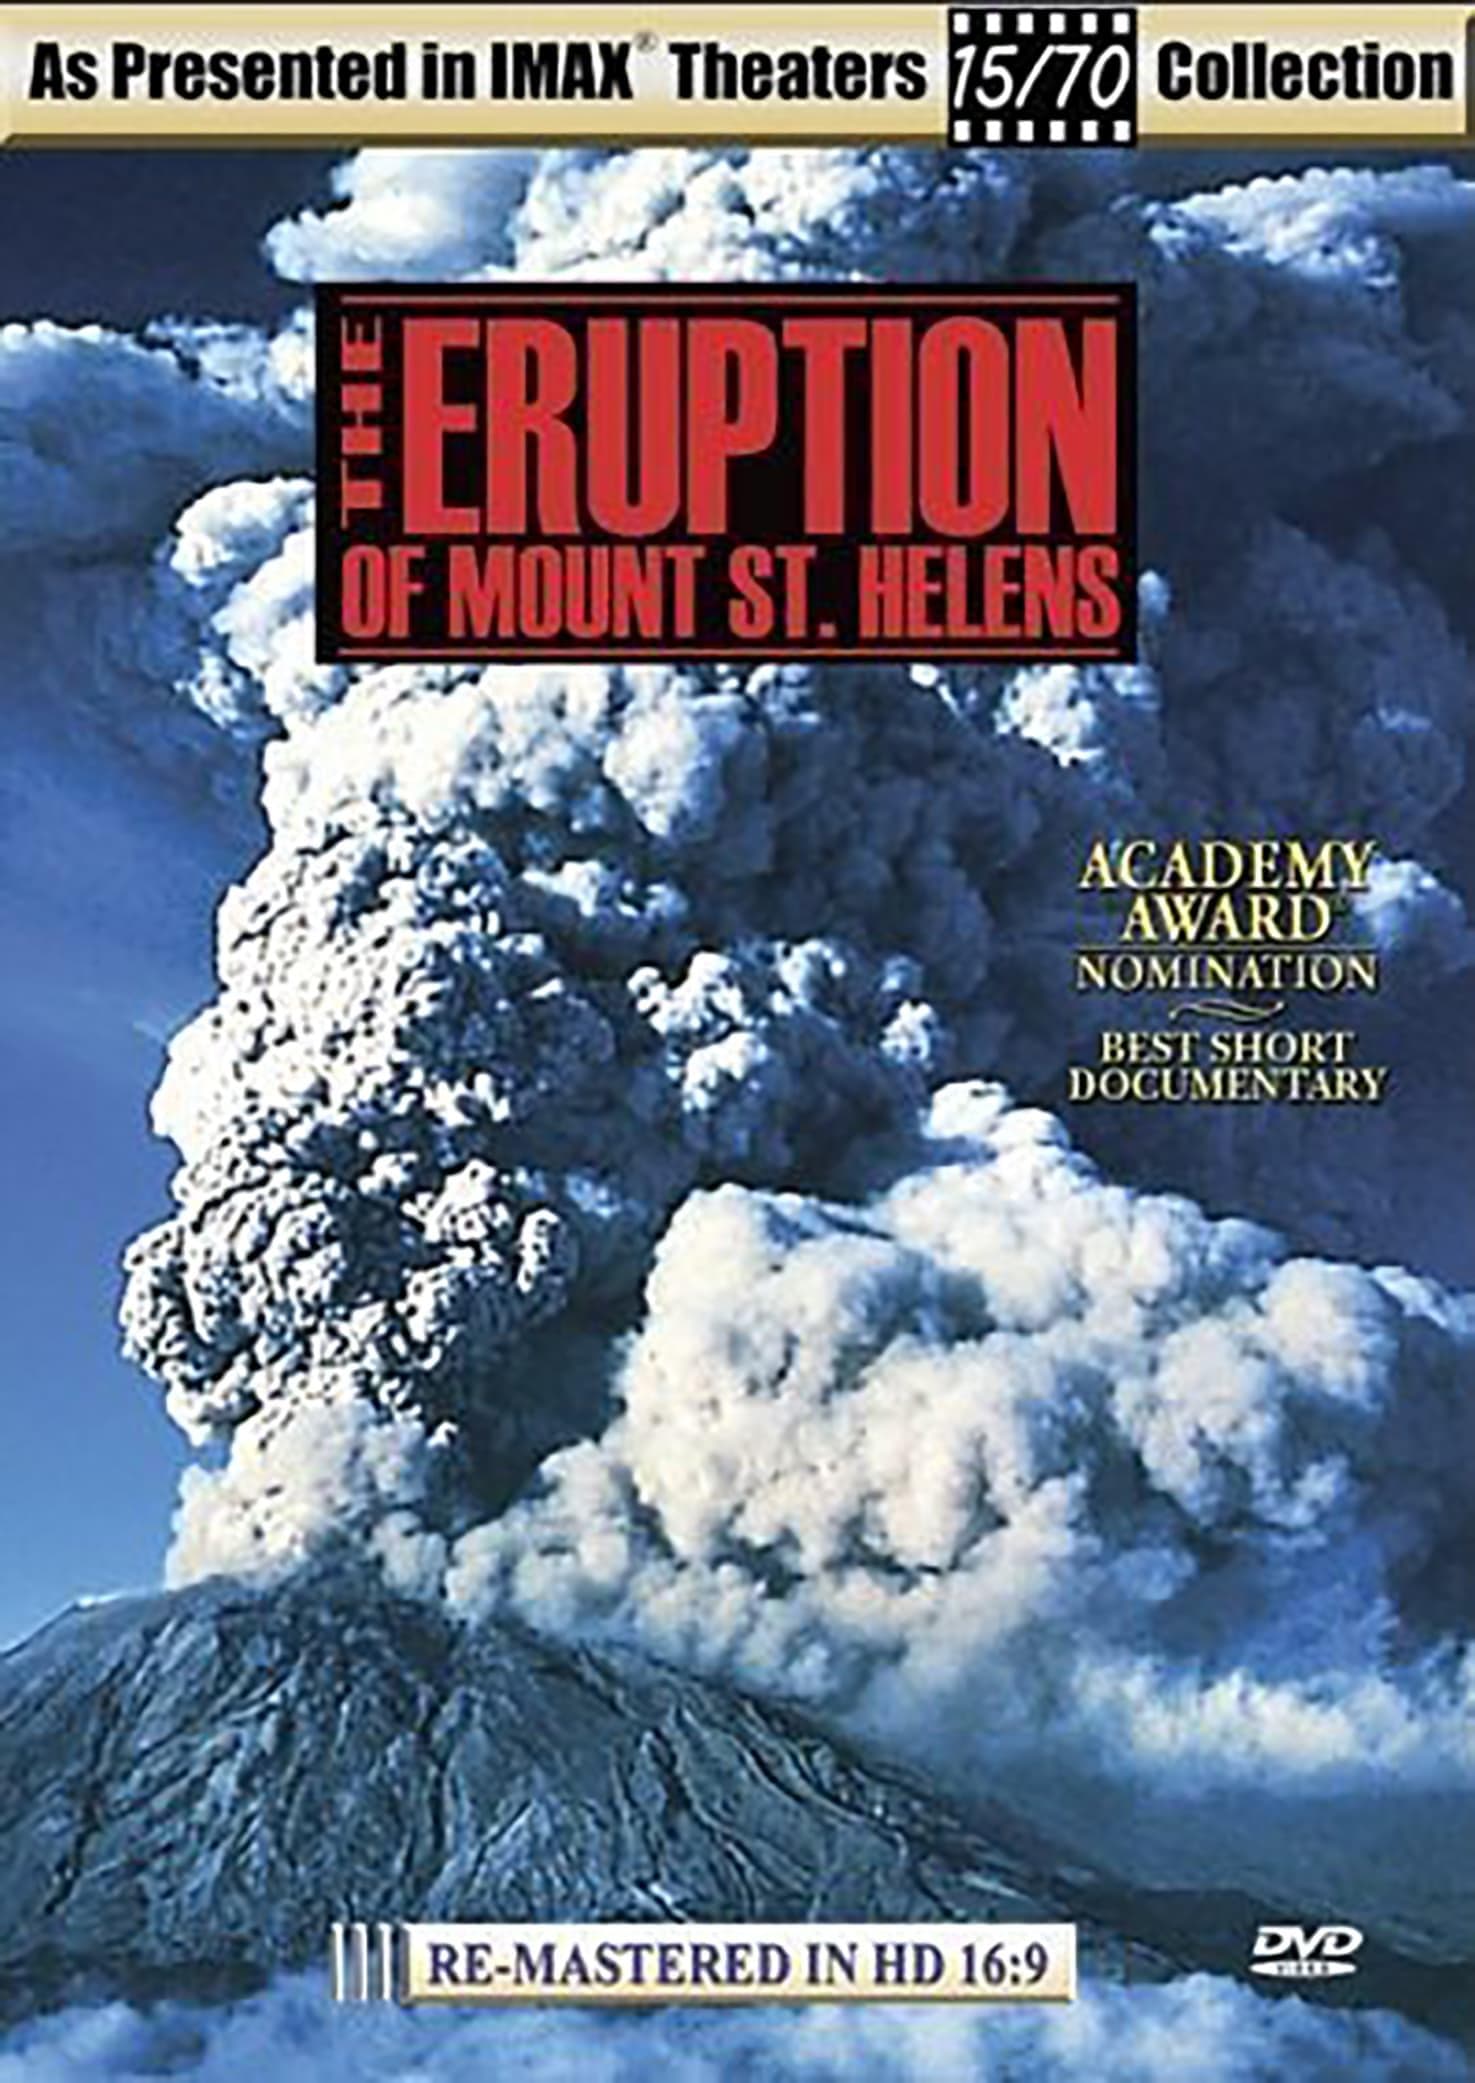 As Presented in IMAX® Theaters 15/70 Collection
THE ERUPTION
OF MOUNT ST. HELENS
ACADEMY
AWARD
NOMINATION
BEST SHORT
DOCUMENTARY
RE-MASTERED IN HD 16:9
DVD
VIDEO